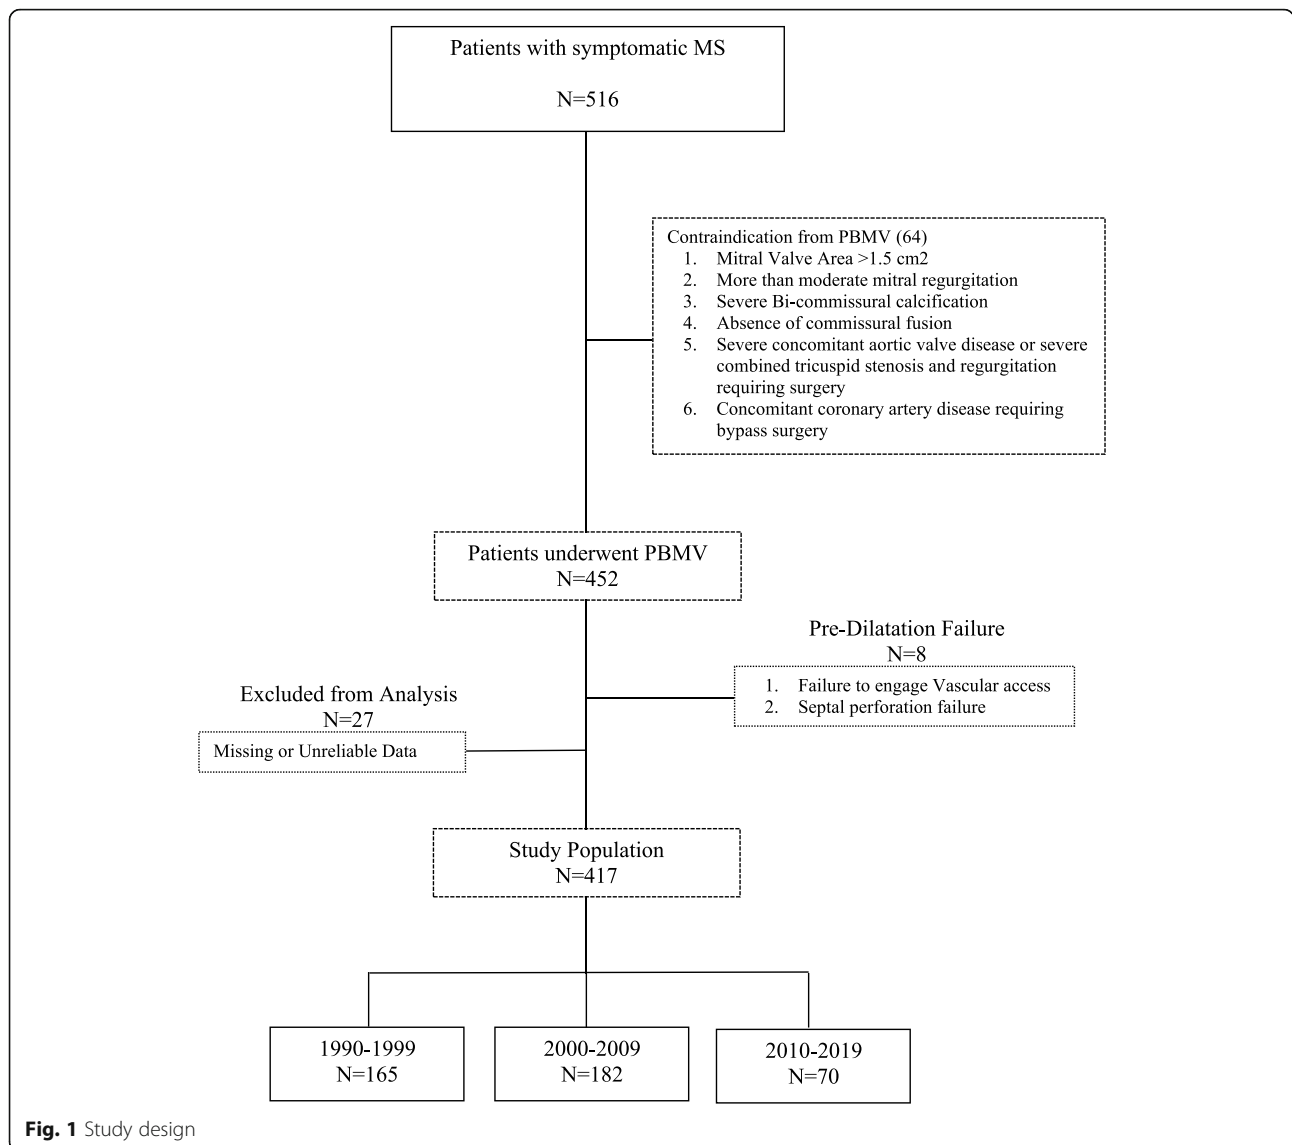 Patients with symptomatic MS
N=516
Contraindication from PBMV (64)
1. Mitral Valve Area >1.5 cm2
2. More than moderate mitral regurgitation
3. Severe Bi-commissural calcification
4. Absence of commissural fusion
5. Severe concomitant aortic valve disease or severe
combined tricuspid stenosis and regurgitation
requiring surgery
6. Concomitant coronary artery disease requiring
bypass surgery
Patients underwent PBMV
N=452
Pre-Dilatation Failure
N=8
1. Failure to engage Vascular access
2. Septal perforation failure
Excluded from Analysis
N=27
Missing or Unreliable Data
Study Population
N=417
1990-1999
N=165
2000-2009
N=182
2010-2019
N=70
Fig. 1 Study design